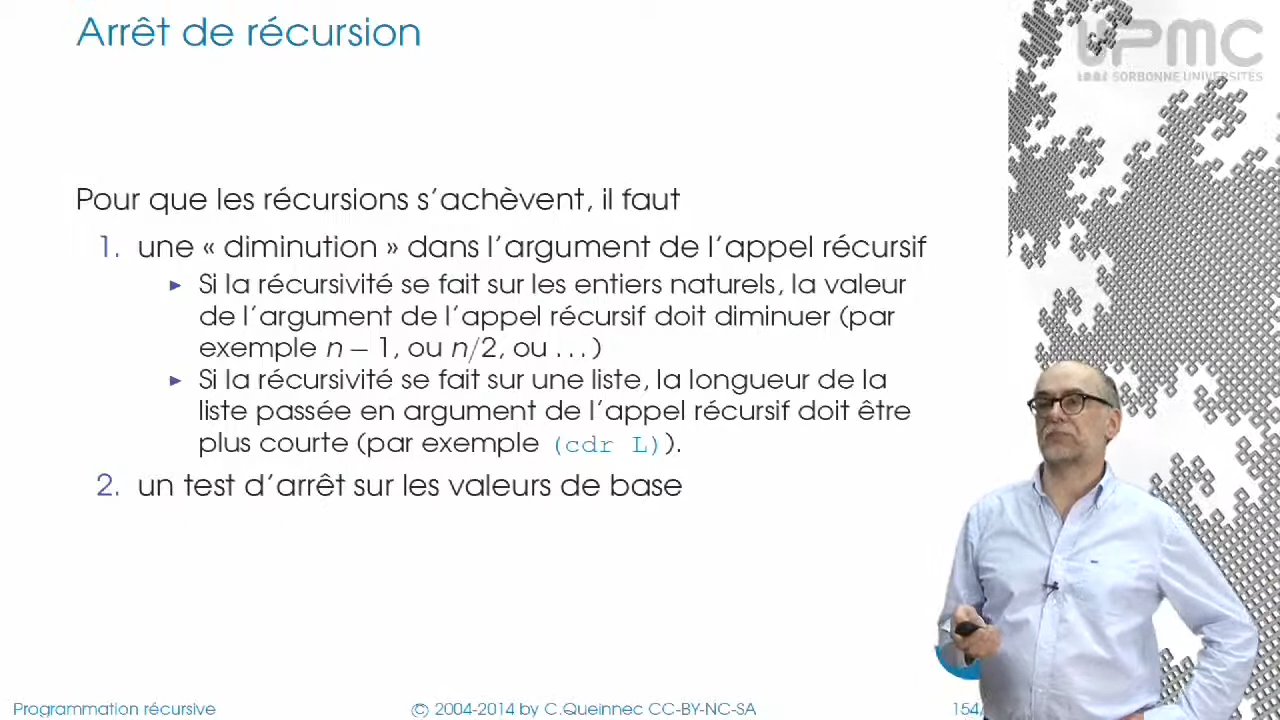 Arrêt de récursion
UPMC
SORBONNE UNIVERSITÉS
Pour que les récursions s'achèvent, il faut
1. une « diminution » dans l'argument de l'appel récursif
▶ Si la récursivité se fait sur les entiers naturels, la valeur
de l'argument de l'appel récursif doit diminuer (par
exemple n − 1, ou n/2, ou ...)
▶ Si la récursivité se fait sur une liste, la longueur de la
liste passée en argument de l'appel récursif doit être
plus courte (par exemple (cdr L)).
2. un test d'arrêt sur les valeurs de base
Programmation récursive
© 2004-2014 by C.Queinnec CC-BY-NC-SA
154/